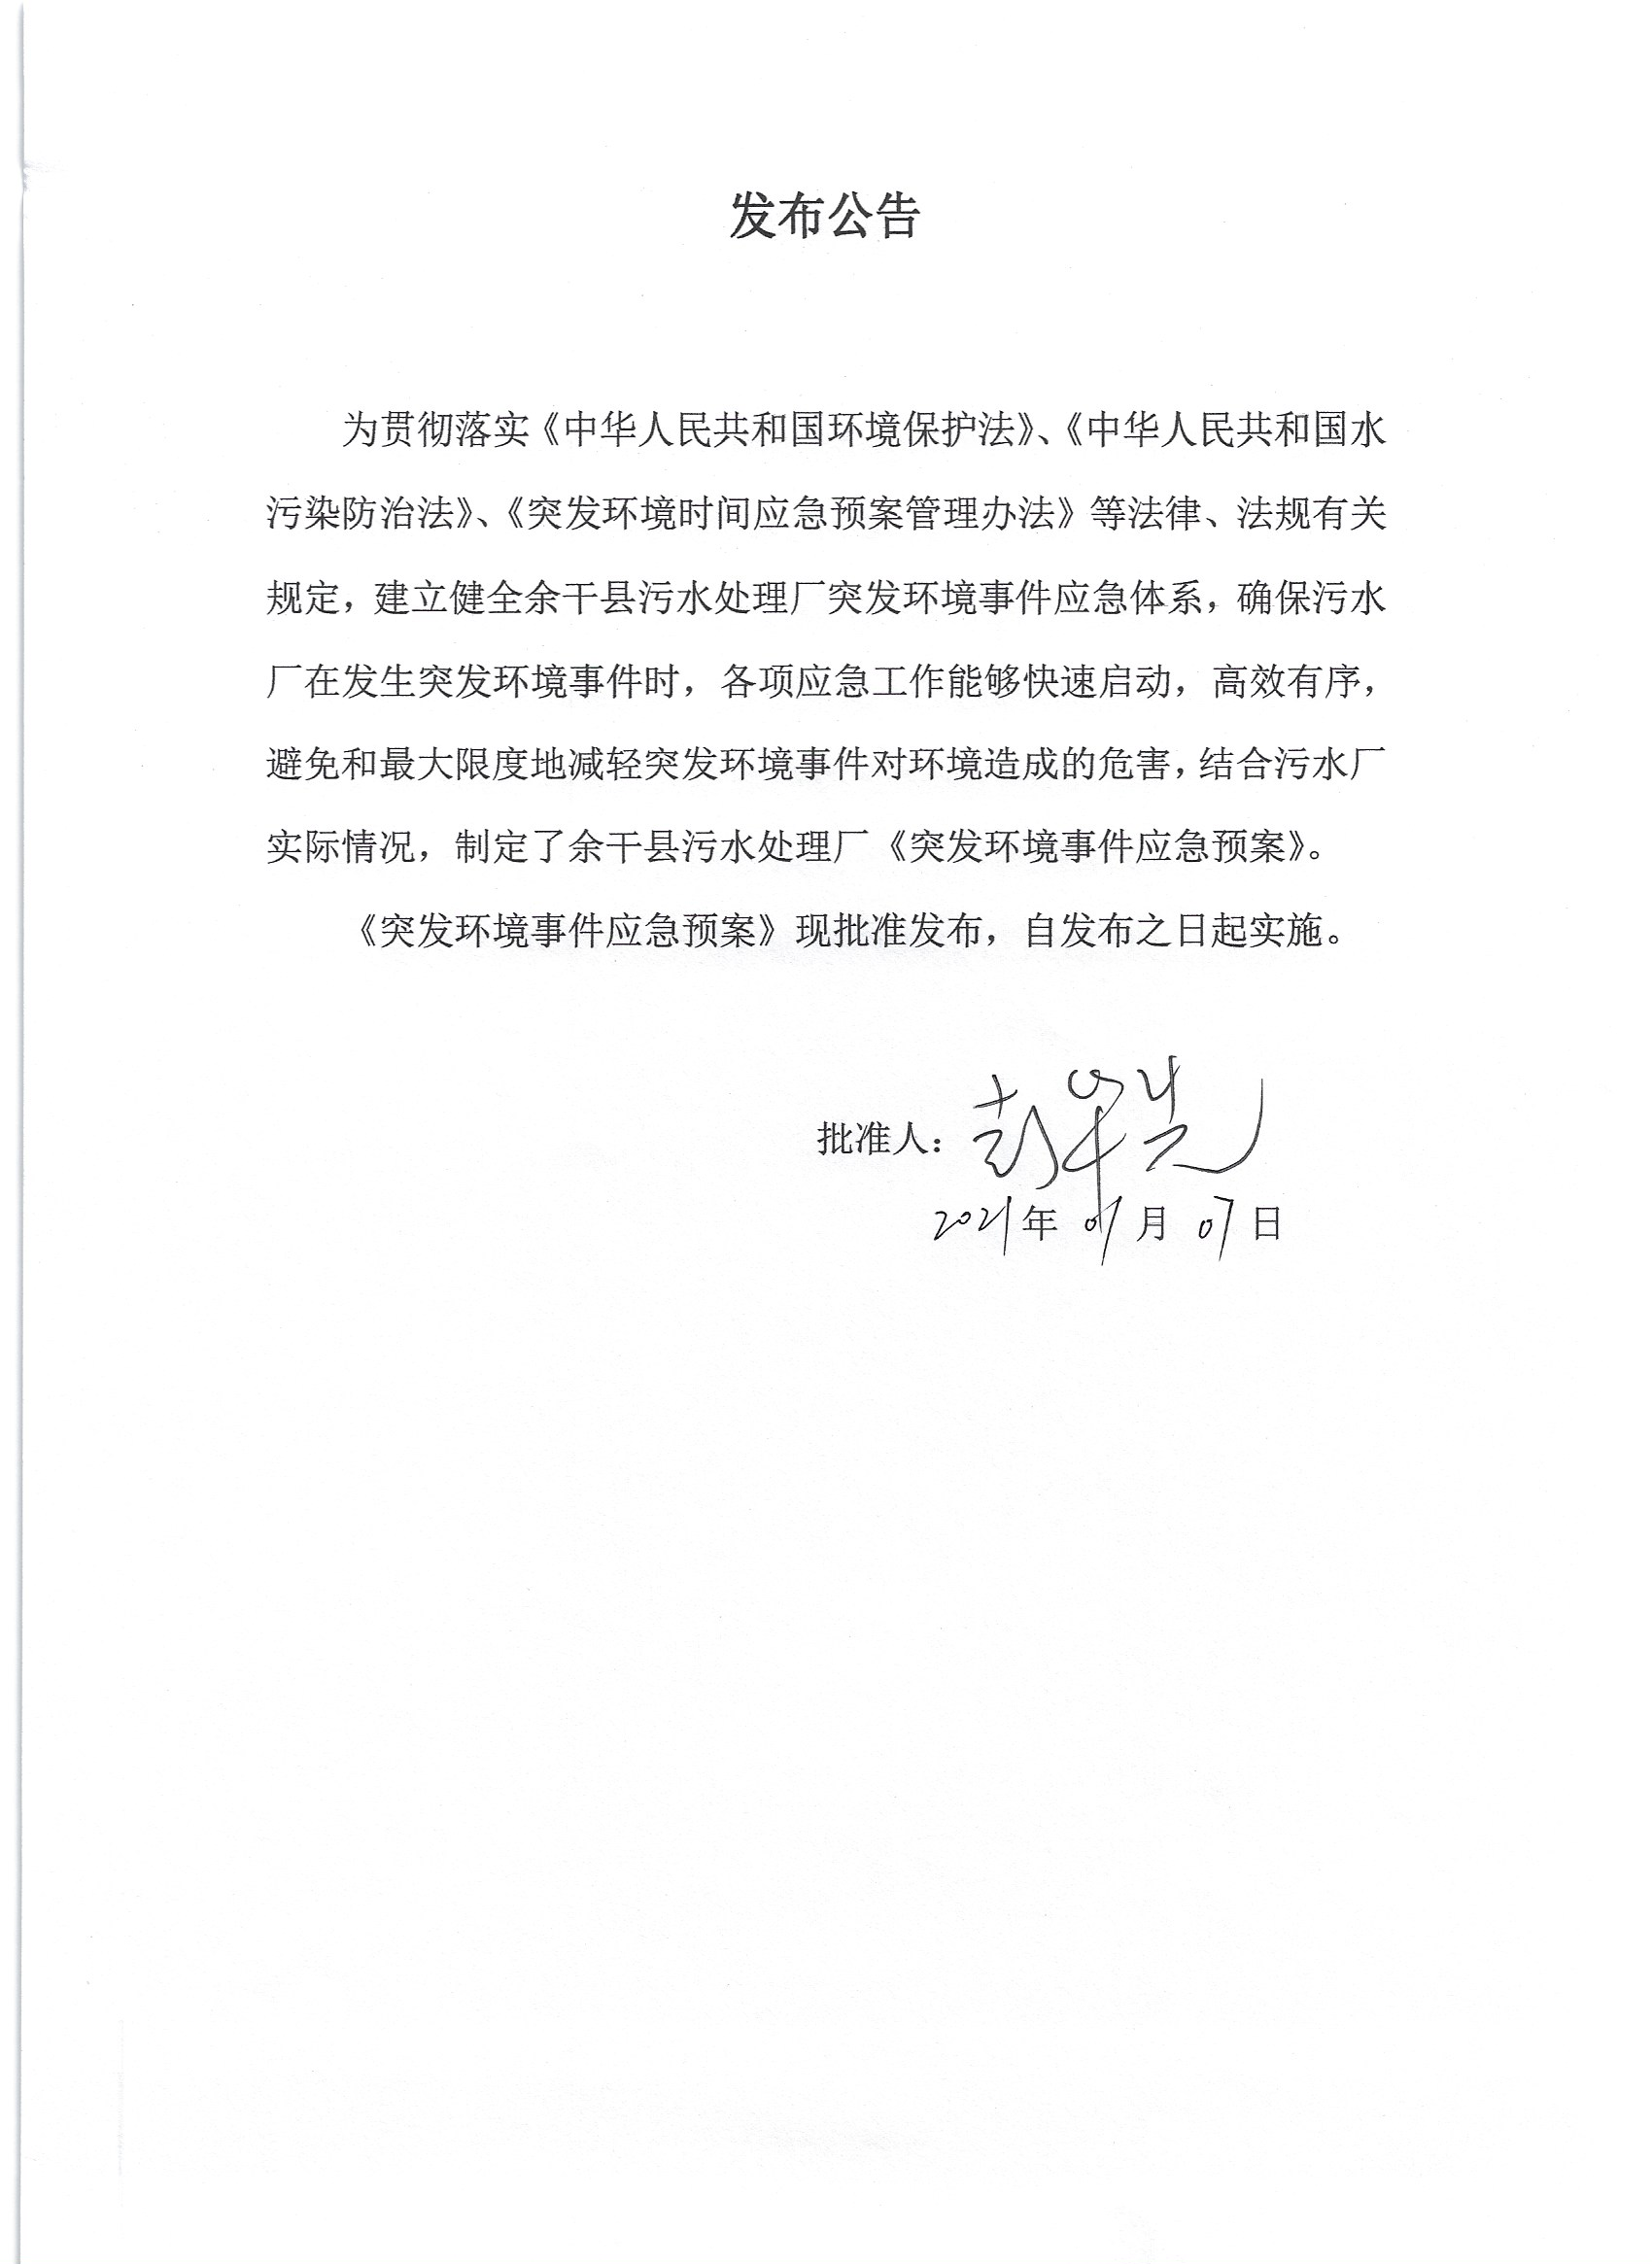 发布公告
为贯彻落实《中华人民共和国环境保护法》、《中华人民共和国水
污染防治法》、《突发环境时间应急预案管理办法》等法律、法规有关
规定，建立健全余干县污水处理厂突发环境事件应急体系，确保污水
厂在发生突发环境事件时，各项应急工作能够快速启动，高效有序，
避免和最大限度地减轻突发环境事件对环境造成的危害，结合污水厂
实际情况，制定了余干县污水处理厂《突发环境事件应急预案》。
《突发环境事件应急预案》现批准发布，自发布之日起实施。
批准人：
2021年 01月 07日